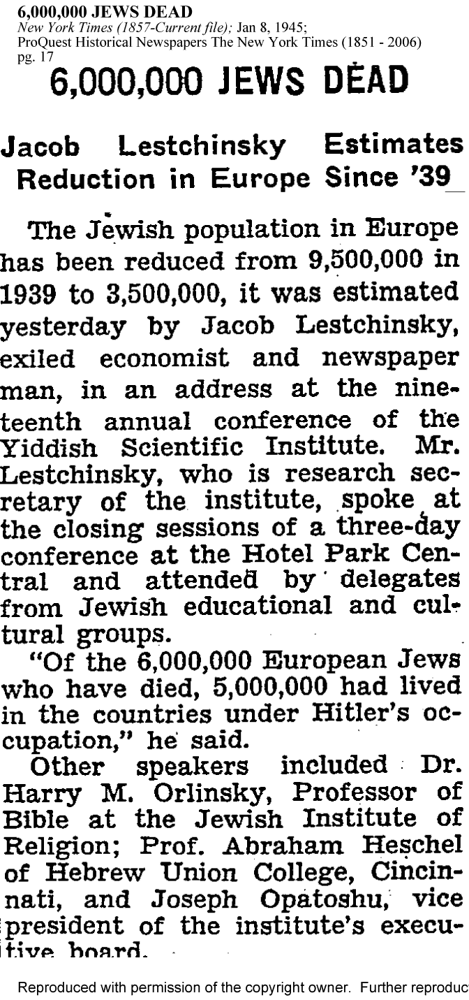 6,000,000 JEWS DEAD
New York Times (1857-Current file); Jan 8, 1945;
ProQuest Historical Newspapers The New York Times (1851 - 2006)
pg. 17
6,000,000 JEWS DEAD
Jacob Lestchinsky Estimates
Reduction in Europe Since '39
The Jewish population in Europe
has been reduced from 9,500,000 in
1939 to 3,500,000, it was estimated
yesterday by Jacob Lestchinsky,
exiled economist and newspaper
man, in an address at the nine-
teenth annual conference of the
Yiddish Scientific Institute. Mr.
Lestchinsky, who is research sec-
retary of the institute, spoke at
the closing sessions of a three-day
conference at the Hotel Park Cen-
tral and attended by delegates
from Jewish educational and cul-
tural groups.
"Of the 6,000,000 European Jews
who have died, 5,000,000 had lived
in the countries under Hitler's oc-
cupation," he said.
Other speakers included Dr.
Harry M. Orlinsky, Professor of
Bible at the Jewish Institute of
Religion; Prof. Abraham Heschel
of Hebrew Union College, Cincin-
nati, and Joseph Opatoshu, vice
president of the institute's execu-
tive board.
Reproduced with permission of the copyright owner. Further reproduc